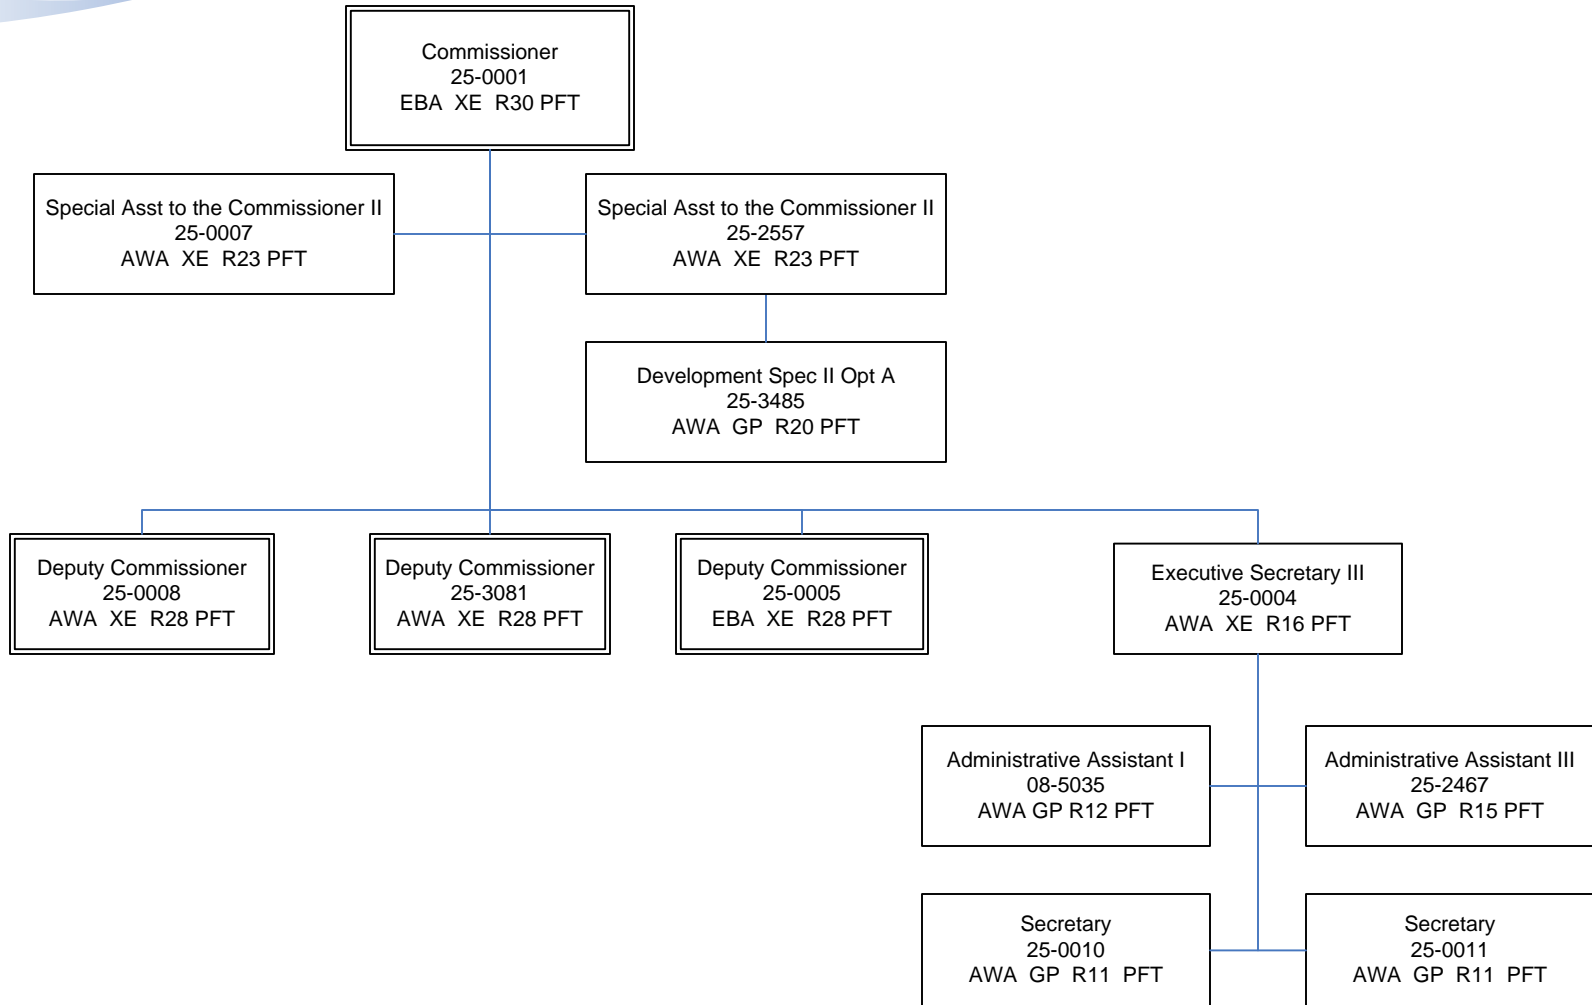 Commissioner
25-0001
EBA  XE  R30 PFT
Special Asst to the Commissioner II
25-0007
AWA  XE  R23 PFT
Special Asst to the Commissioner II
25-2557
AWA  XE  R23 PFT
Development Spec II Opt A
25-3485
AWA  GP  R20 PFT
Deputy Commissioner
25-0008
AWA  XE  R28 PFT
Deputy Commissioner
25-3081
AWA  XE  R28 PFT
Deputy Commissioner
25-0005
EBA  XE  R28 PFT
Executive Secretary III
25-0004
AWA  XE  R16 PFT
Administrative Assistant I
08-5035
AWA GP R12 PFT
Administrative Assistant III
25-2467
AWA  GP  R15 PFT
Secretary
25-0010
AWA  GP  R11  PFT
Secretary
25-0011
AWA  GP  R11  PFT